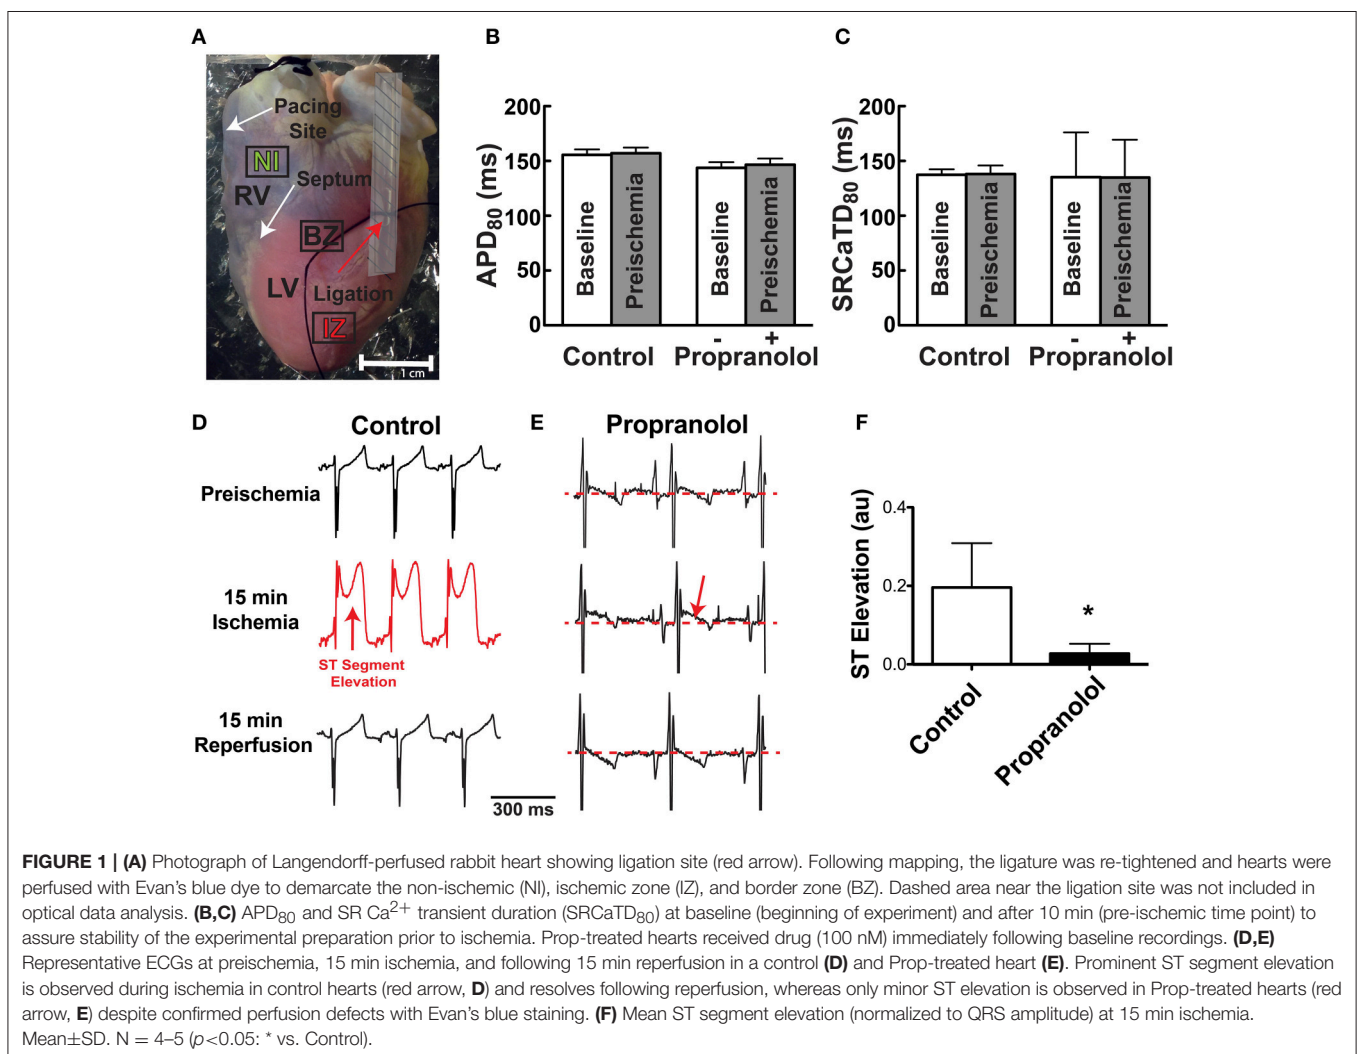 A
Pacing
Site
NI
RV
Septum
BZ
LV
Ligation
IZ
1 cm
B
APD80 (ms)
200
150
100
50
0
Baseline
Preischemia
Baseline
Preischemia
- +
Control Propranolol
C
SRCaTD80 (ms)
200
150
100
50
0
Baseline
Preischemia
Baseline
Preischemia
- +
Control Propranolol
D
Control
Preischemia
15 min
Ischemia
ST Segment
Elevation
15 min
Reperfusion
300 ms
E
Propranolol
F
ST Elevation (au)
0.4
0.2
0.0
*
Control
Propranolol
FIGURE 1 | (A) Photograph of Langendorff-perfused rabbit heart showing ligation site (red arrow). Following mapping, the ligature was re-tightened and hearts were
perfused with Evan's blue dye to demarcate the non-ischemic (NI), ischemic zone (IZ), and border zone (BZ). Dashed area near the ligation site was not included in
optical data analysis. (B,C) APD80 and SR Ca2+ transient duration (SRCaTD80) at baseline (beginning of experiment) and after 10 min (pre-ischemic time point) to
assure stability of the experimental preparation prior to ischemia. Prop-treated hearts received drug (100 nM) immediately following baseline recordings. (D,E)
Representative ECGs at preischemia, 15 min ischemia, and following 15 min reperfusion in a control (D) and Prop-treated heart (E). Prominent ST segment elevation
is observed during ischemia in control hearts (red arrow, D) and resolves following reperfusion, whereas only minor ST elevation is observed in Prop-treated hearts (red
arrow, E) despite confirmed perfusion defects with Evan's blue staining. (F) Mean ST segment elevation (normalized to QRS amplitude) at 15 min ischemia.
Mean±SD. N = 4–5 (p<0.05: * vs. Control).